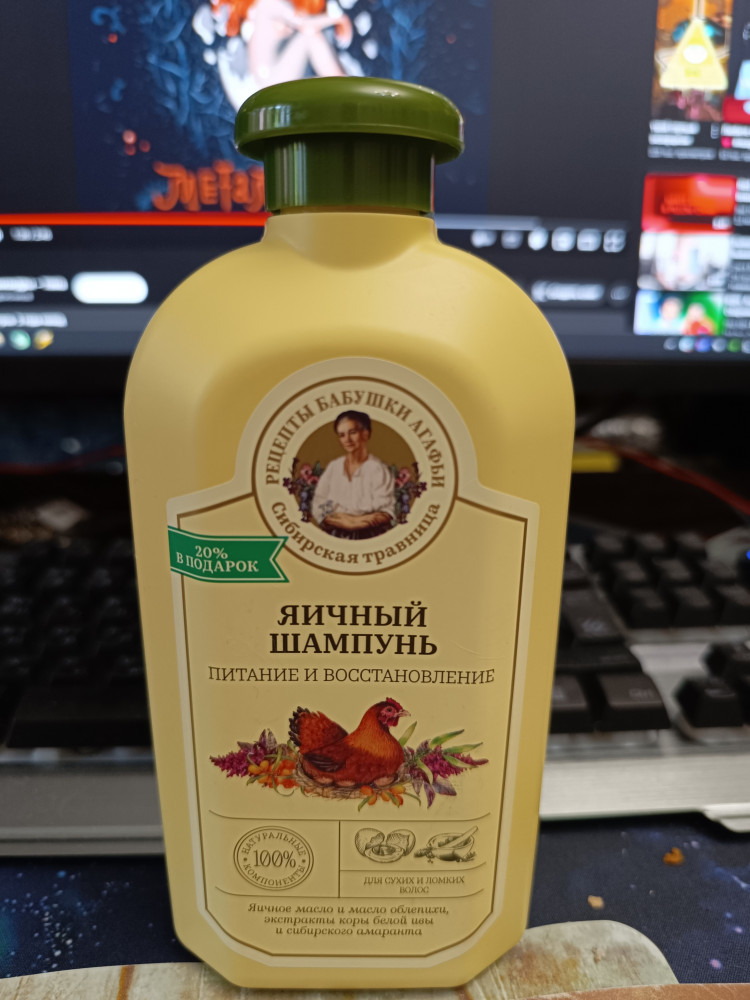 РЕЦЕПТЫ БАБУШКИ АГАФЬИ
Сибирская травница
20%
В ПОДАРОК
ЯИЧНЫЙ
ШАМПУНЬ
ПИТАНИЕ И ВОССТАНОВЛЕНИЕ
НАТУРАЛЬНЫЕ
100%
КОМПОНЕНТЫ
ДЛЯ СУХИХ И ЛОМКИХ
ВОЛОС
Яичное масло и масло облепихи,
экстракты коры белой ивы
и сибирского амаранта